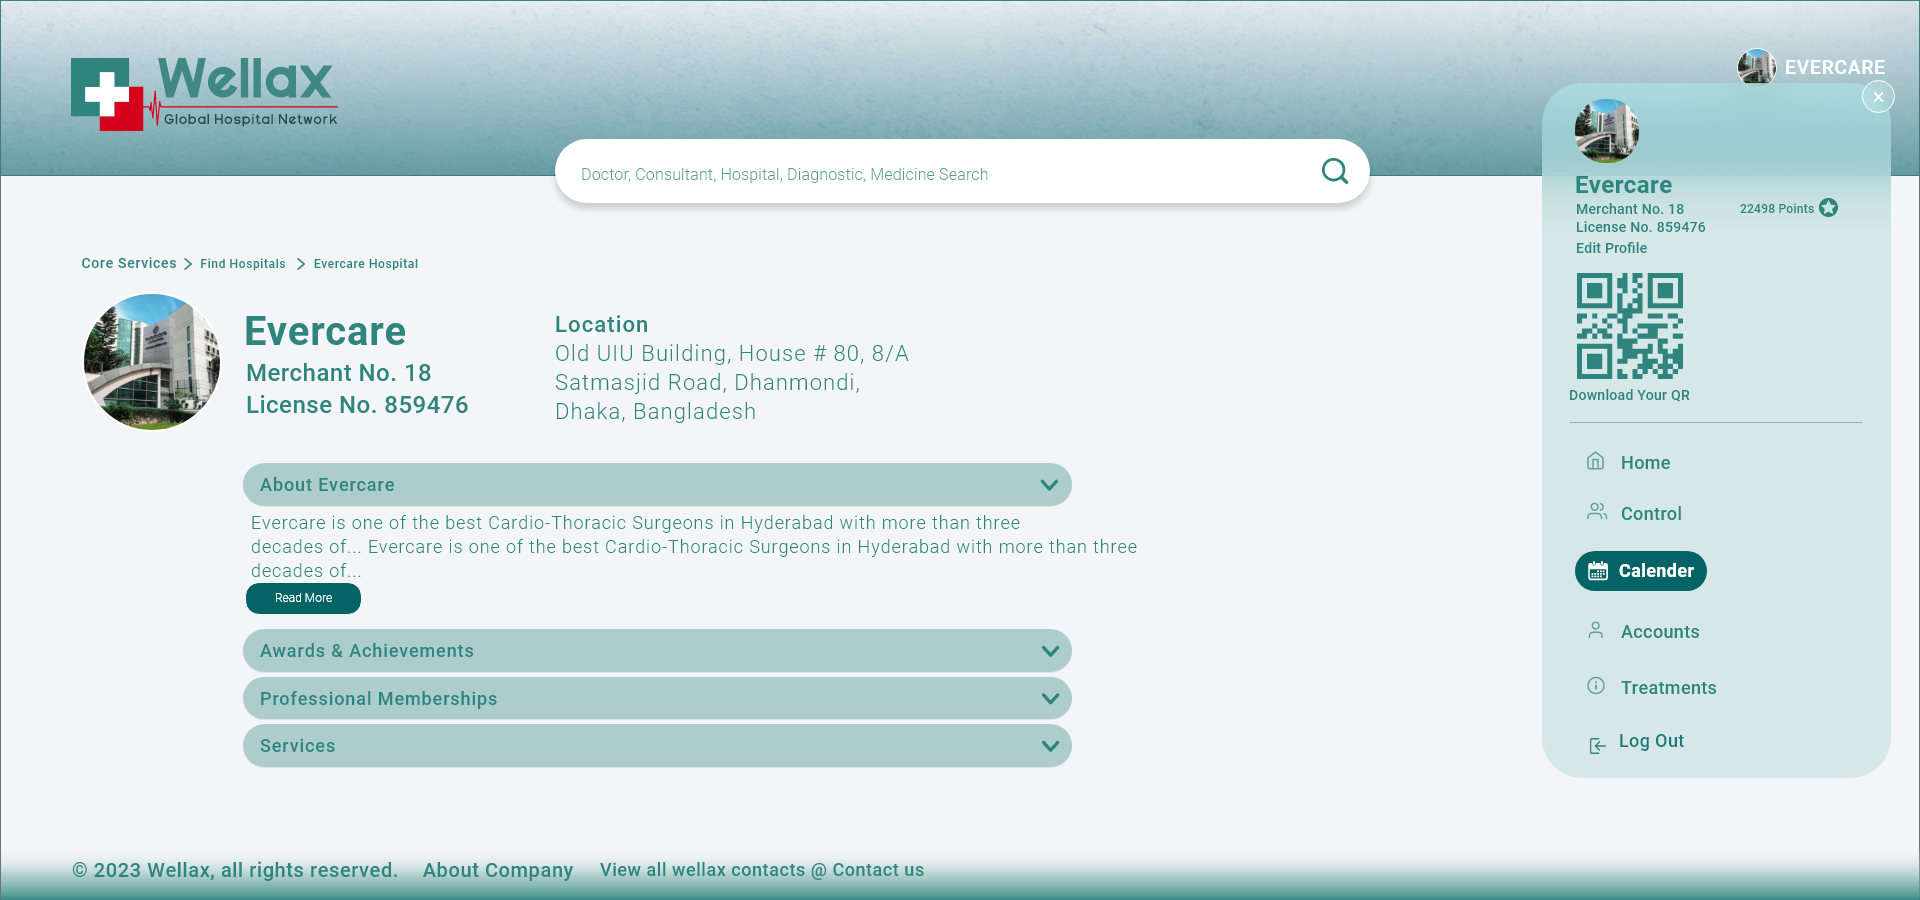 Wellax
Global Hospital Network
EVERCARE
Doctor, Consultant, Hospital, Diagnostic, Medicine Search
Core Services
Find Hospitals
Evercare Hospital
Evercare
Merchant No. 18
License No. 859476
Location
Old UIU Building, House # 80, 8/A
Satmasjid Road, Dhanmondi,
Dhaka, Bangladesh
About Evercare
Evercare is one of the best Cardio-Thoracic Surgeons in Hyderabad with more than three
decades of... Evercare is one of the best Cardio-Thoracic Surgeons in Hyderabad with more than three
decades of...
Read More
Awards & Achievements
Professional Memberships
Services
Evercare
Merchant No. 18
22498 Points
License No. 859476
Edit Profile
Download Your QR
Home
Control
Calender
Accounts
Treatments
Log Out
© 2023 Wellax, all rights reserved.
About Company
View all wellax contacts @ Contact us